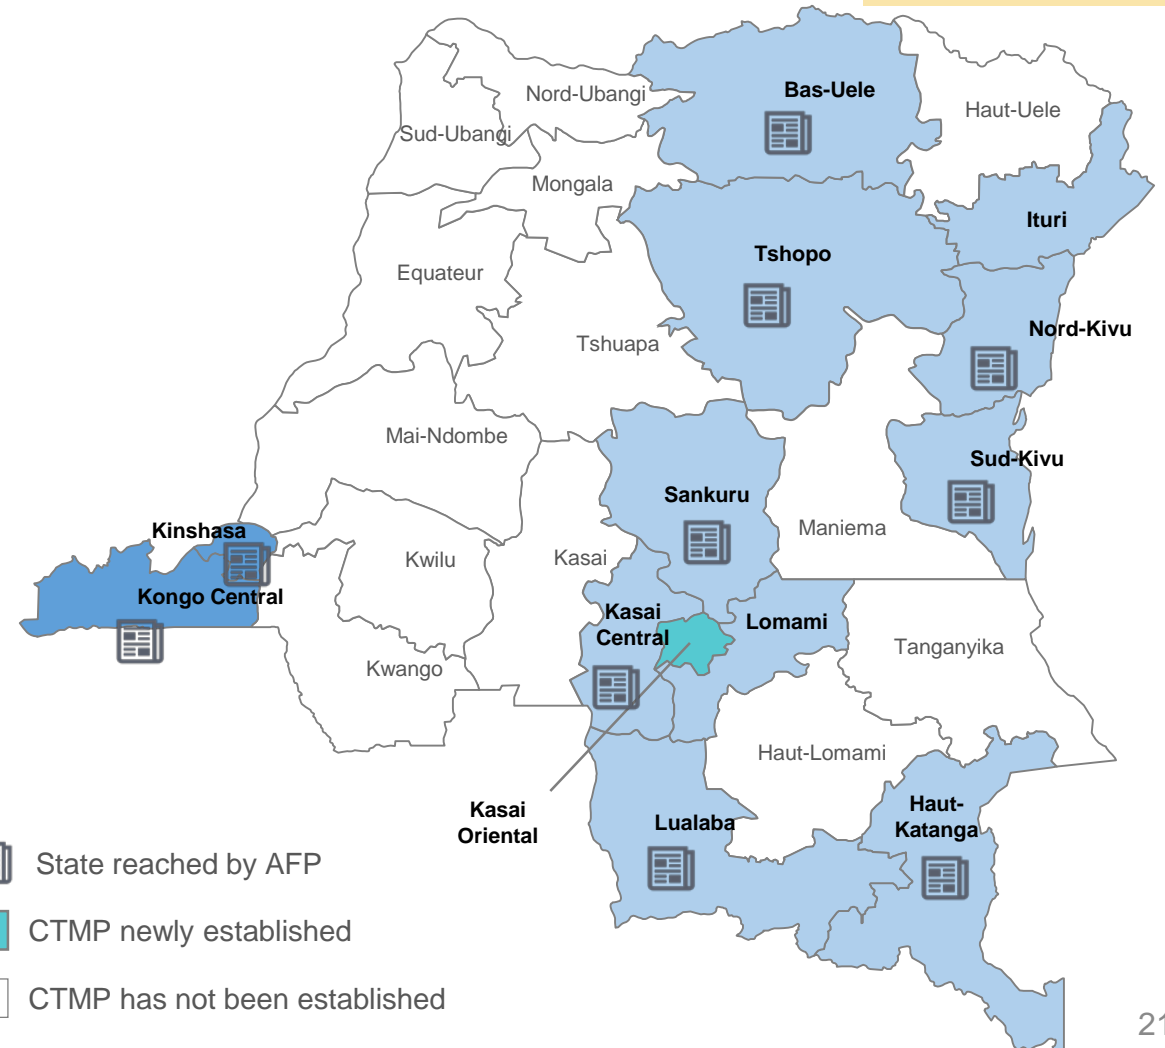 Bas-Uele
Nord-Ubangi
Haut-Uele
Sud-Ubangi
Mongala
Ituri
Tshopo
Equateur
Nord-Kivu
Tshuapa
Mai-Ndombe
Sud-Kivu
Sankuru
Kinshasa
Maniema
Kwilu
Kasai
Kongo Central
Kasai
Central
Lomami
Tanganyika
Kwango
Haut-Lomami
Kasai
Oriental
Lualaba
Haut-
Katanga
State reached by AFP
CTMP newly established
CTMP has not been established
21